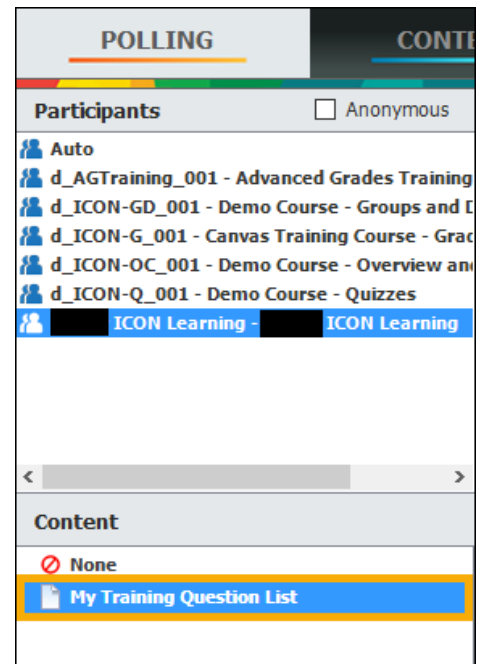 POLLING CONTE
Participants Anonymous
Auto
d_AGTraining_001 - Advanced Grades Training
d_ICON-GD_001 - Demo Course - Groups and D
d_ICON-G_001 - Canvas Training Course - Grad
d_ICON-OC_001 - Demo Course - Overview and
d_ICON-Q_001 - Demo Course - Quizzes
ICON Learning - ICON Learning
Content
None
My Training Question List